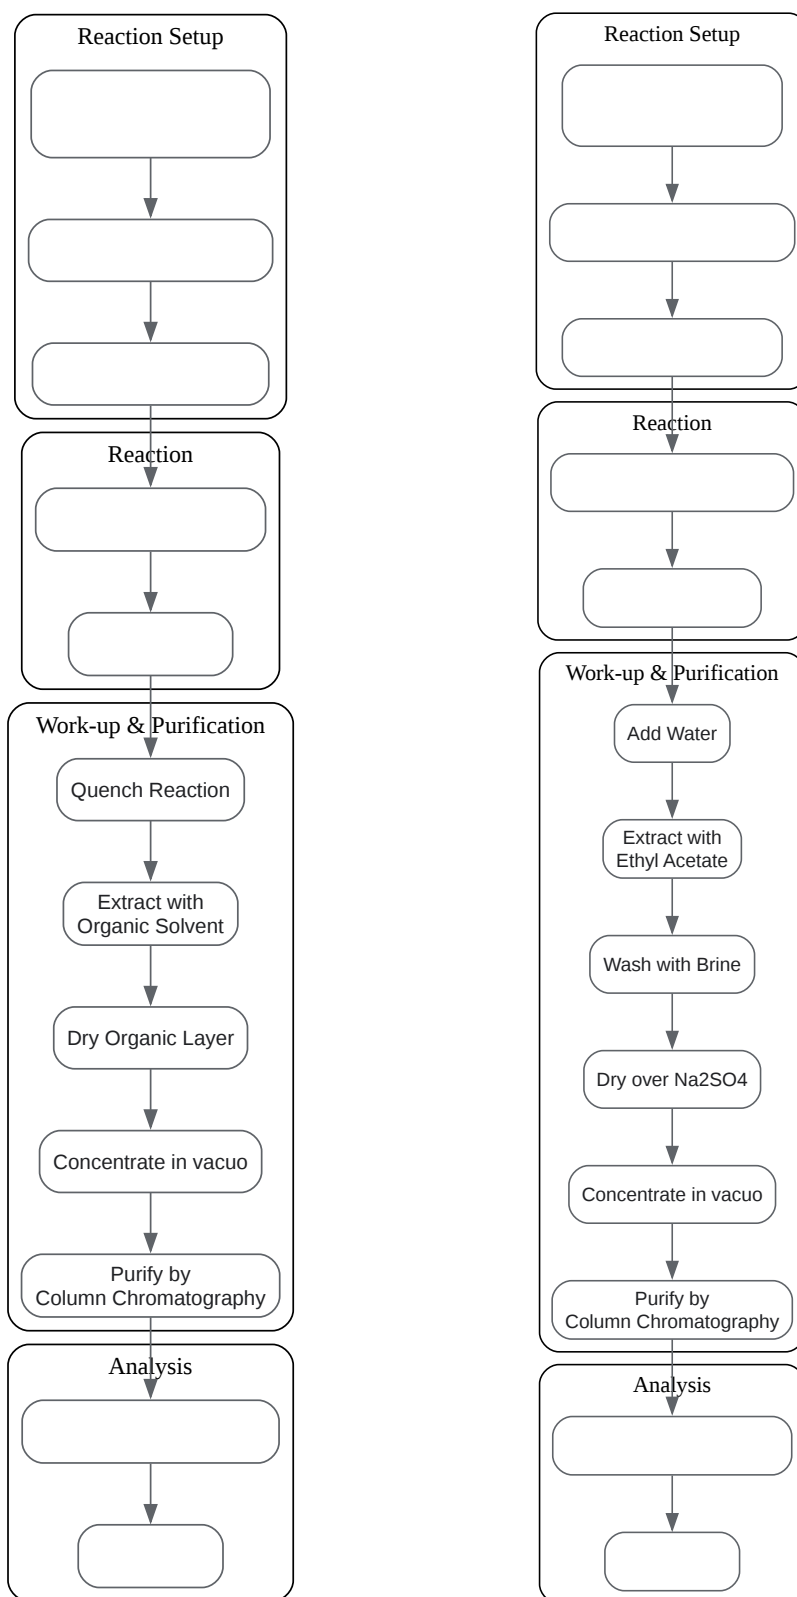 Reaction Setup
Reaction
Work-up & Purification
Quench Reaction
Extract with
Organic Solvent
Dry Organic Layer
Concentrate in vacuo
Purify by
Column Chromatography
Analysis
Reaction Setup
Reaction
Work-up & Purification
Add Water
Extract with
Ethyl Acetate
Wash with Brine
Dry over Na2SO4
Concentrate in vacuo
Purify by
Column Chromatography
Analysis